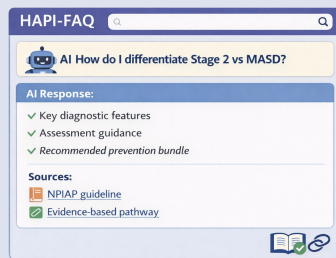 HAPI-FAQ
AI How do I differentiate Stage 2 vs MASD?
AI Response:
✓ Key diagnostic features
✓ Assessment guidance
✓ Recommended prevention bundle
Sources:
NPIAP guideline
Evidence-based pathway